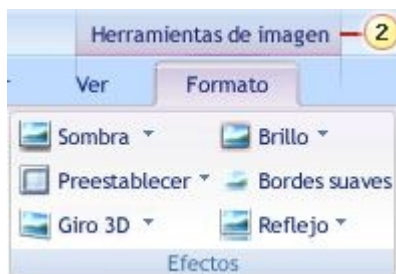 Herramientas de imagen 2
Ver Formato
Sombra Brillo
Preestablecer Bordes suaves
Giro 3D Reflejo
Efectos